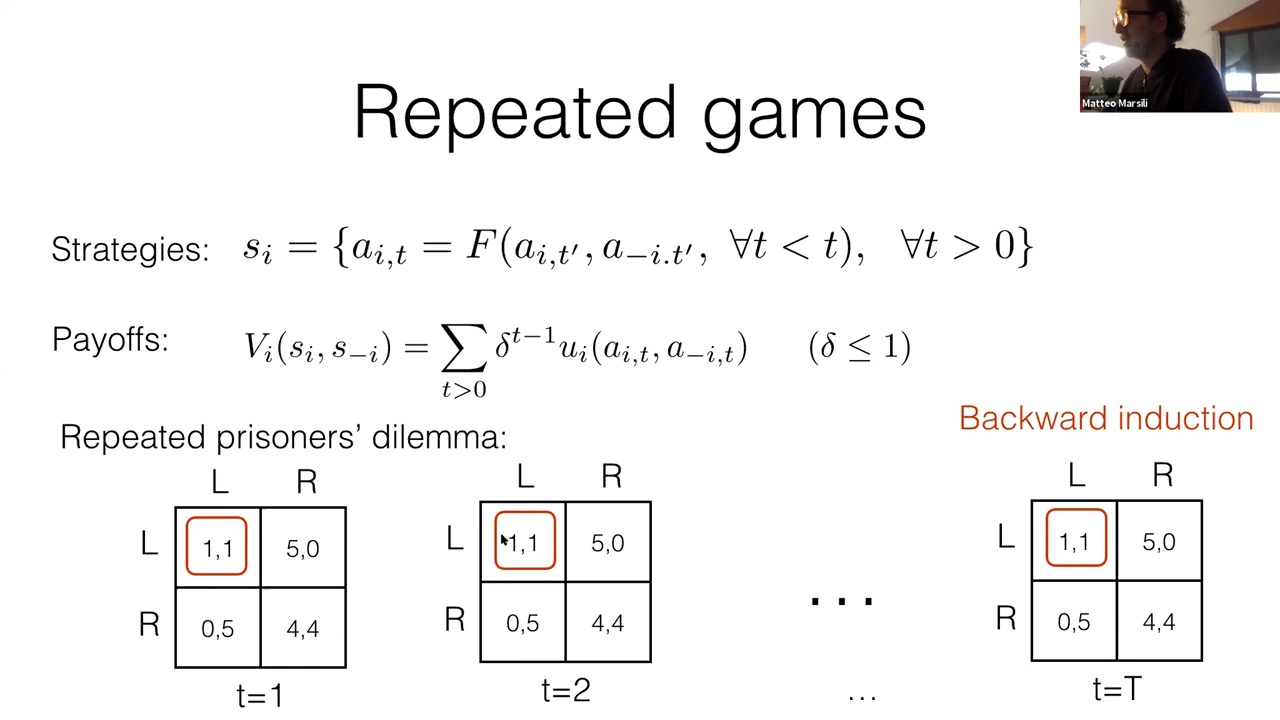 Matteo Marsili
Repeated games
Strategies: s_i = {a_{i,t} = F(a_{i,t'}, a_{-i.t'}, ∀t < t), ∀t > 0}
Payoffs: V_i(s_i, s_{-i}) = ∑_{t>0} δ^{t-1} u_i(a_{i,t}, a_{-i,t}) (δ ≤ 1)
Backward induction
Repeated prisoners' dilemma:
L R L R L R
L 1,1 5,0 L 1,1 5,0 L 1,1 5,0
...
R 0,5 4,4 R 0,5 4,4 R 0,5 4,4
t=1 t=2 ... t=T